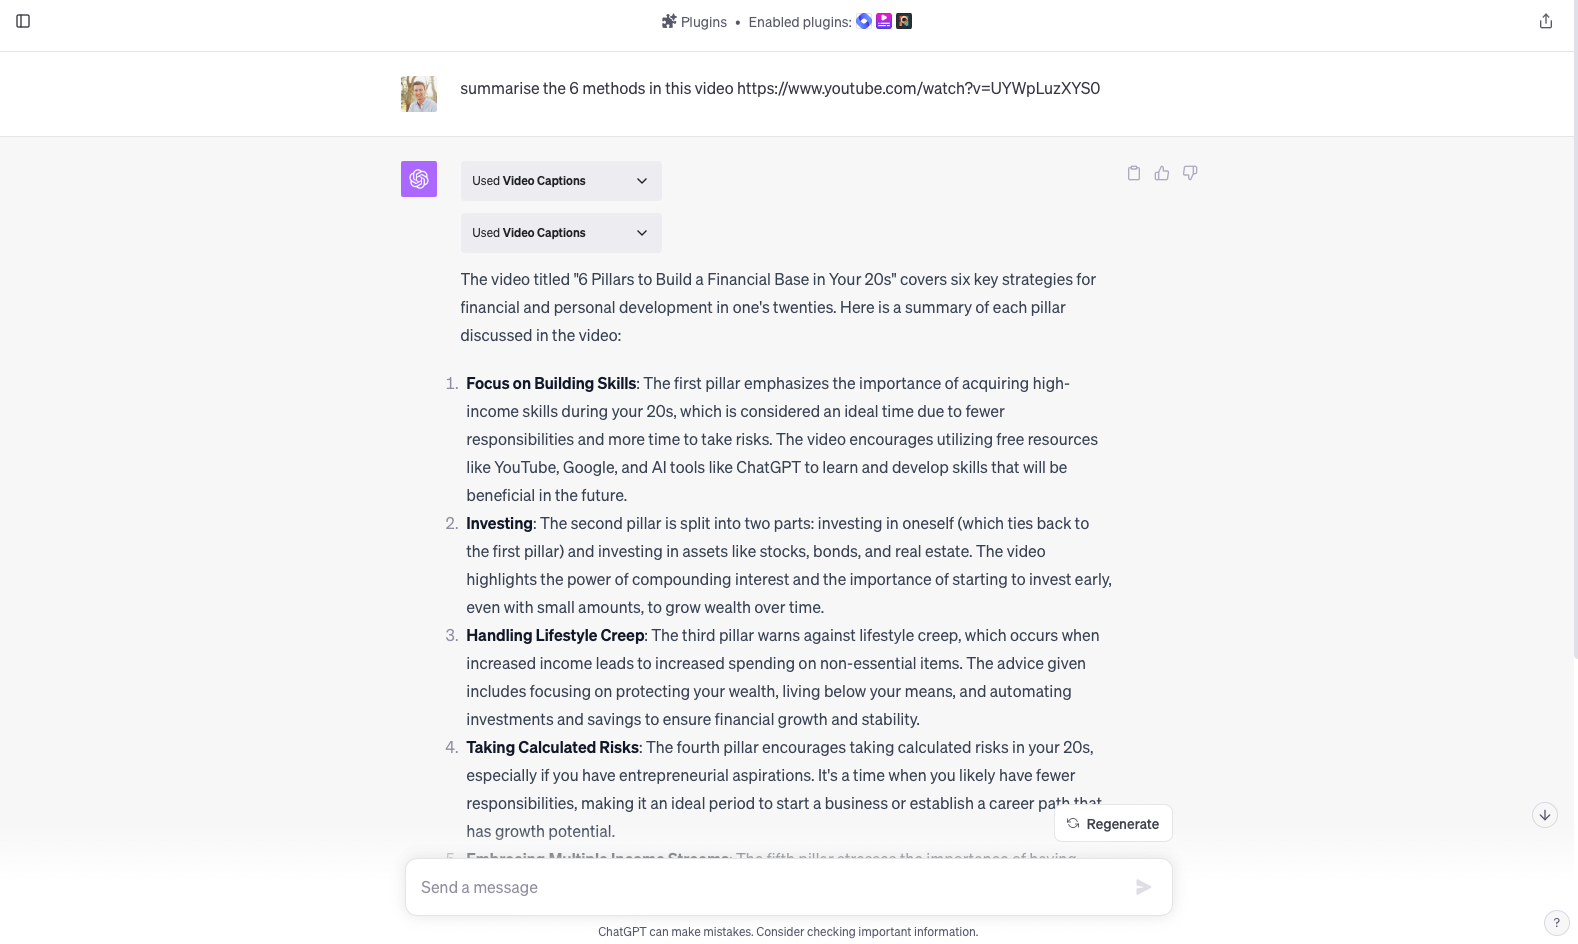 Plugins • Enabled plugins:
summarise the 6 methods in this video https://www.youtube.com/watch?v=UYWpLuzXYS0
Used Video Captions
Used Video Captions
The video titled "6 Pillars to Build a Financial Base in Your 20s" covers six key strategies for
financial and personal development in one's twenties. Here is a summary of each pillar
discussed in the video:
1. Focus on Building Skills: The first pillar emphasizes the importance of acquiring high-
income skills during your 20s, which is considered an ideal time due to fewer
responsibilities and more time to take risks. The video encourages utilizing free resources
like YouTube, Google, and AI tools like ChatGPT to learn and develop skills that will be
beneficial in the future.
2. Investing: The second pillar is split into two parts: investing in oneself (which ties back to
the first pillar) and investing in assets like stocks, bonds, and real estate. The video
highlights the power of compounding interest and the importance of starting to invest early,
even with small amounts, to grow wealth over time.
3. Handling Lifestyle Creep: The third pillar warns against lifestyle creep, which occurs when
increased income leads to increased spending on non-essential items. The advice given
includes focusing on protecting your wealth, living below your means, and automating
investments and savings to ensure financial growth and stability.
4. Taking Calculated Risks: The fourth pillar encourages taking calculated risks in your 20s,
especially if you have entrepreneurial aspirations. It's a time when you likely have fewer
responsibilities, making it an ideal period to start a business or establish a career path that
has growth potential.
Regenerate
5. Embracing Multiple Income Streams: The fifth pillar stresses the importance of having
Send a message
ChatGPT can make mistakes. Consider checking important information.
?